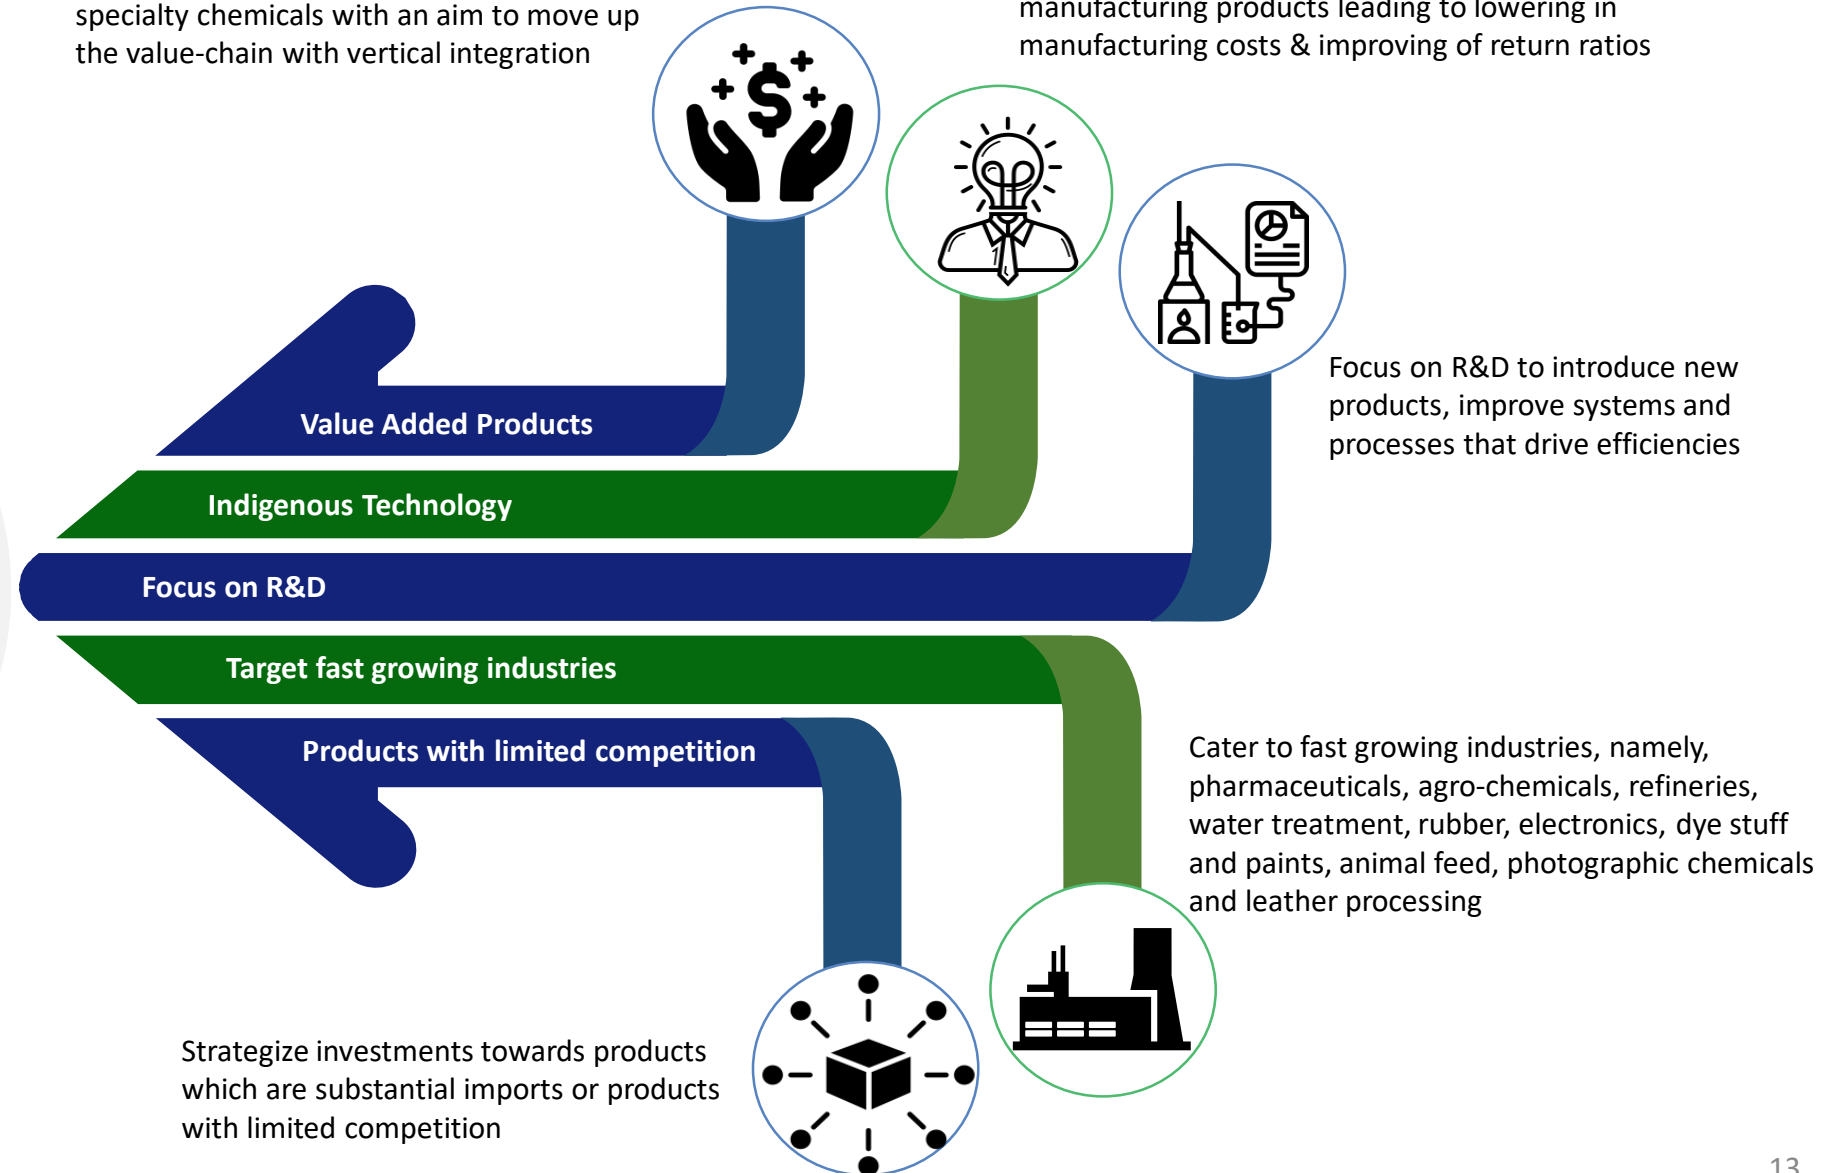 specialty chemicals with an aim to move up
the value-chain with vertical integration
manufacturing products leading to lowering in
manufacturing costs & improving of return ratios
Focus on R&D to introduce new
products, improve systems and
processes that drive efficiencies
Value Added Products
Indigenous Technology
Focus on R&D
Target fast growing industries
Products with limited competition
Cater to fast growing industries, namely,
pharmaceuticals, agro-chemicals, refineries,
water treatment, rubber, electronics, dye stuff
and paints, animal feed, photographic chemicals
and leather processing
Strategize investments towards products
which are substantial imports or products
with limited competition
13